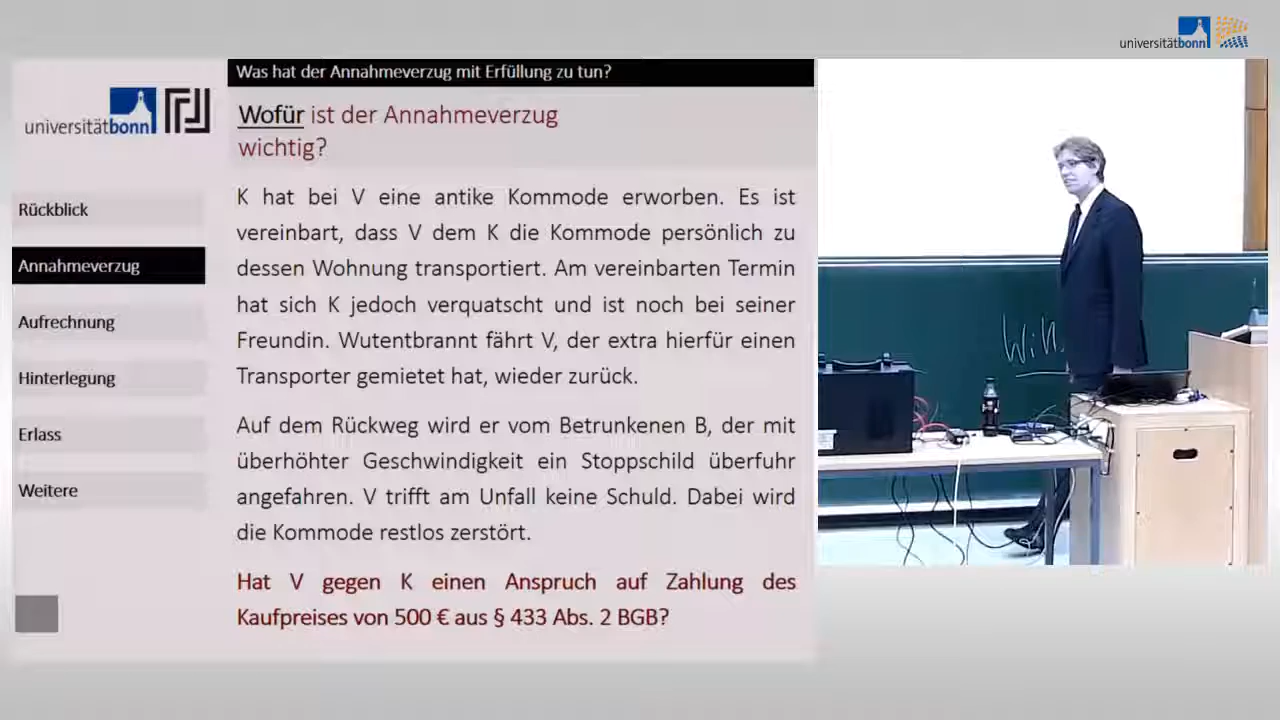 universitätbonn
Was hat der Annahmeverzug mit Erfüllung zu tun?
universitätbonn
Wofür ist der Annahmeverzug
wichtig?
Rückblick
Annahmeverzug
Aufrechnung
Hinterlegung
Erlass
Weitere
K hat bei V eine antike Kommode erworben. Es ist
vereinbart, dass V dem K die Kommode persönlich zu
dessen Wohnung transportiert. Am vereinbarten Termin
hat sich K jedoch verquatscht und ist noch bei seiner
Freundin. Wutentbrannt fährt V, der extra hierfür einen
Transporter gemietet hat, wieder zurück.
Auf dem Rückweg wird er vom Betrunkenen B, der mit
überhöhter Geschwindigkeit ein Stoppschild überfuhr
angefahren. V trifft am Unfall keine Schuld. Dabei wird
die Kommode restlos zerstört.
Hat V gegen K einen Anspruch auf Zahlung des
Kaufpreises von 500 € aus § 433 Abs. 2 BGB?